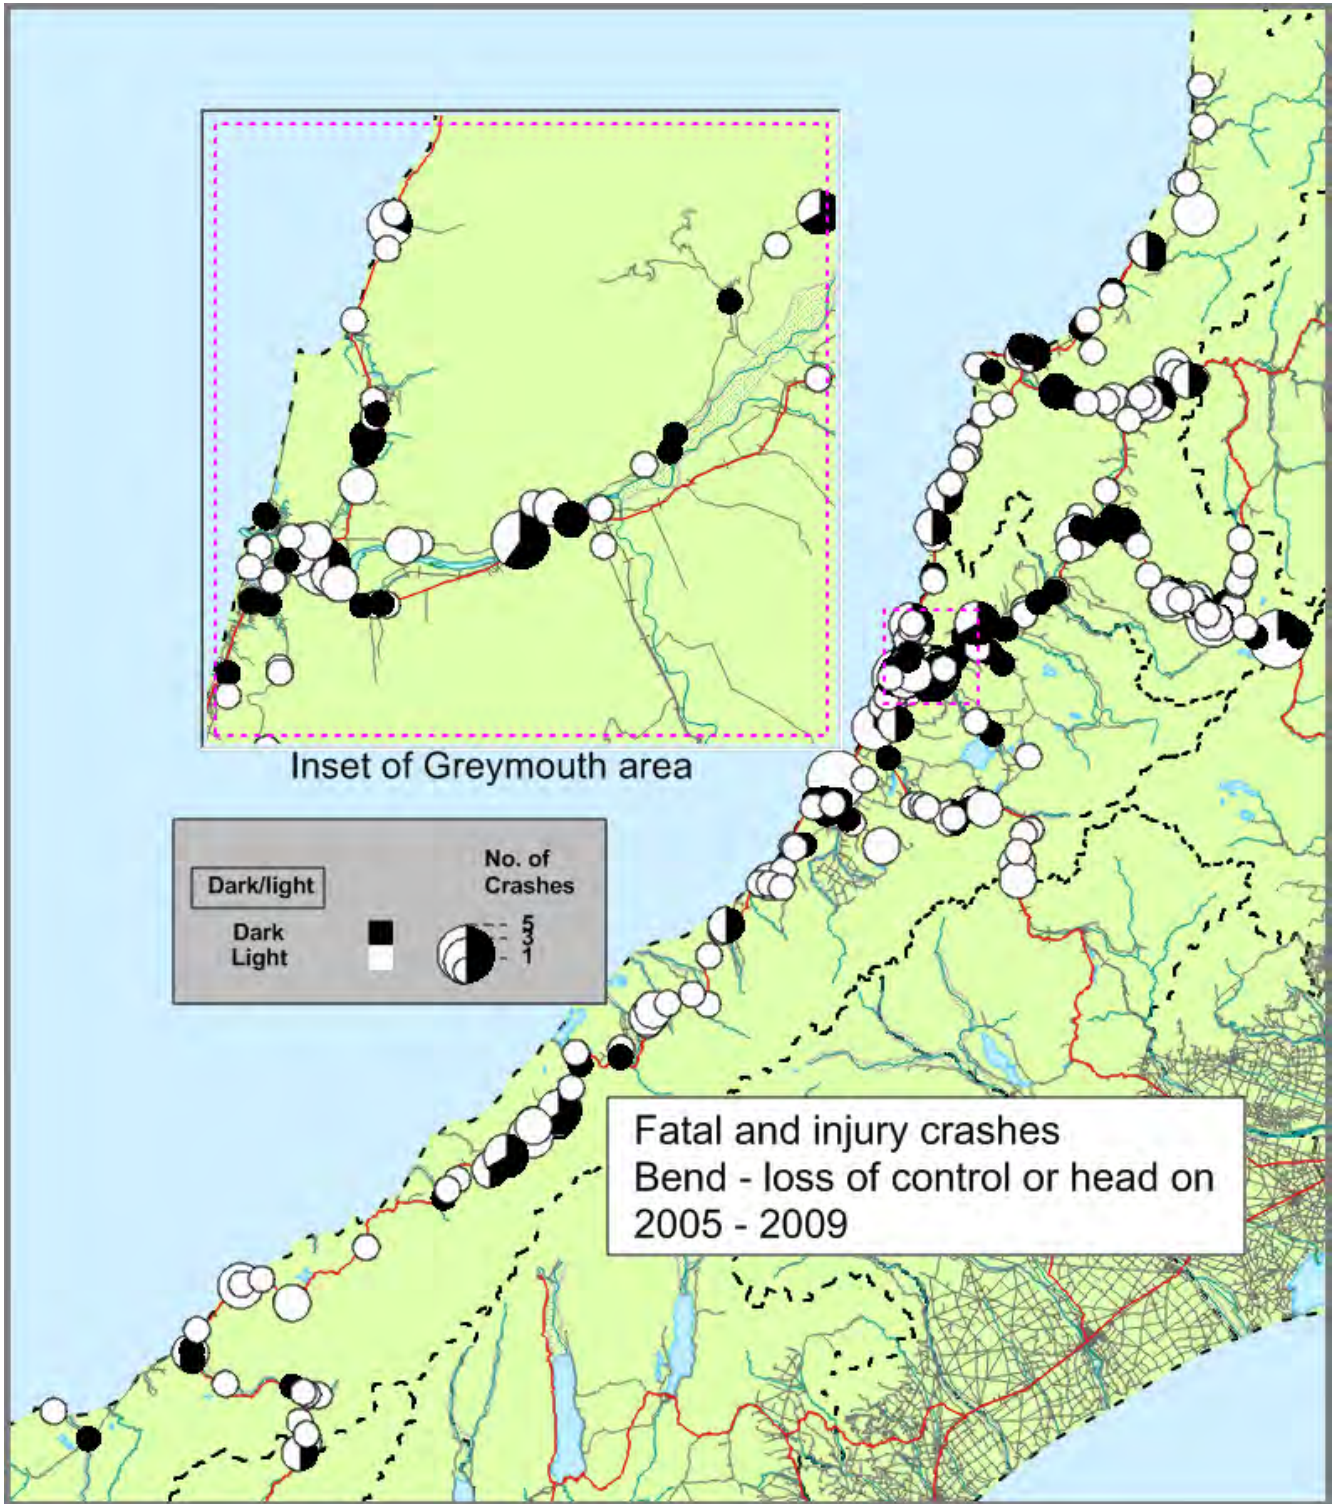 Inset of Greymouth area
No. of
Crashes
Dark/light
Dark
Light
5
3
1
Fatal and injury crashes
Bend - loss of control or head on
2005 - 2009